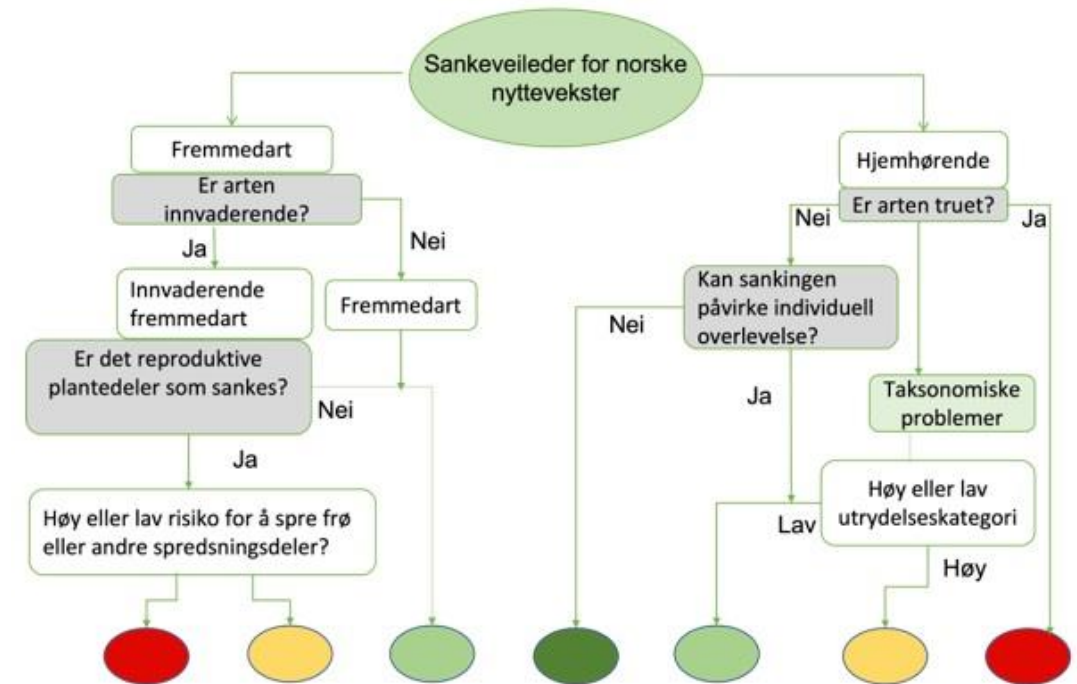 Sankeveileder for norske
nyttevekster
Fremmedart
Er arten
innvaderende?
Ja
Nei
Innvaderende
fremmedart
Fremmedart
Er det reproduktive
plantedeler som sankes?
Nei
Ja
Høy eller lav risiko for å spre frø
eller andre spredsningsdeler?
Hjemhørende
Er arten truet?
Nei
Ja
Kan sankingen
påvirke individuell
overlevelse?
Nei
Ja
Taksonomiske
problemer
Høy eller lav
utrydelseskategori
Lav
Høy